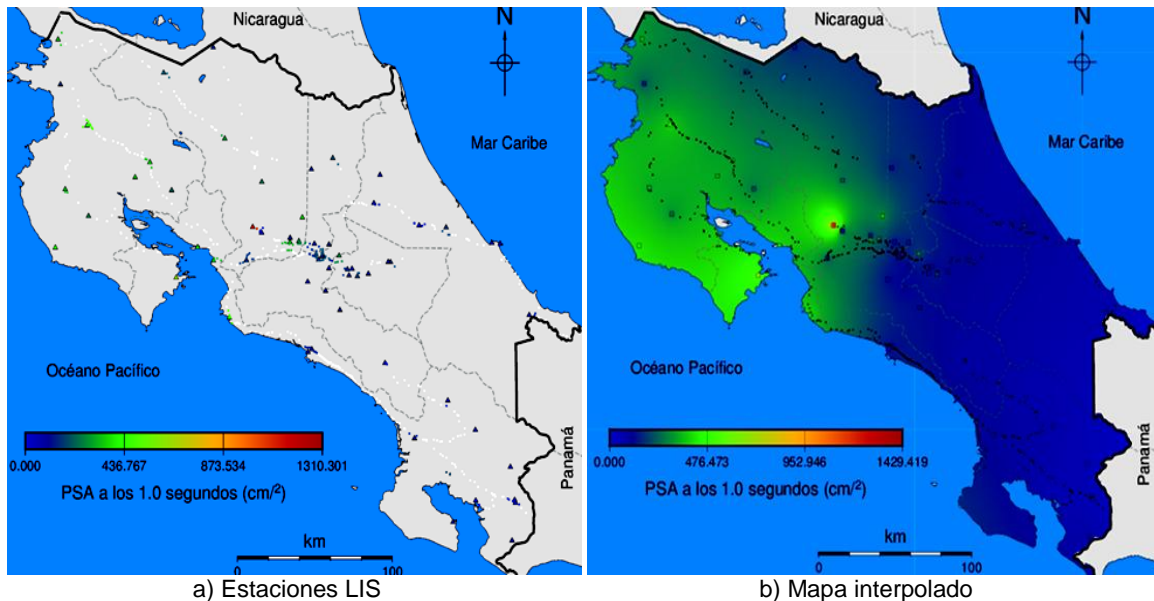 Nicaragua
N
Mar Caribe
Océano Pacífico
Panamá
0.000 436.767 873.534 1310.301
PSA a los 1.0 segundos (cm/²)
km
0 100
a) Estaciones LIS
Nicaragua
N
Mar Caribe
Océano Pacífico
Panamá
0.000 476.473 952.946 1429.419
PSA a los 1.0 segundos (cm/²)
km
0 100
b) Mapa interpolado